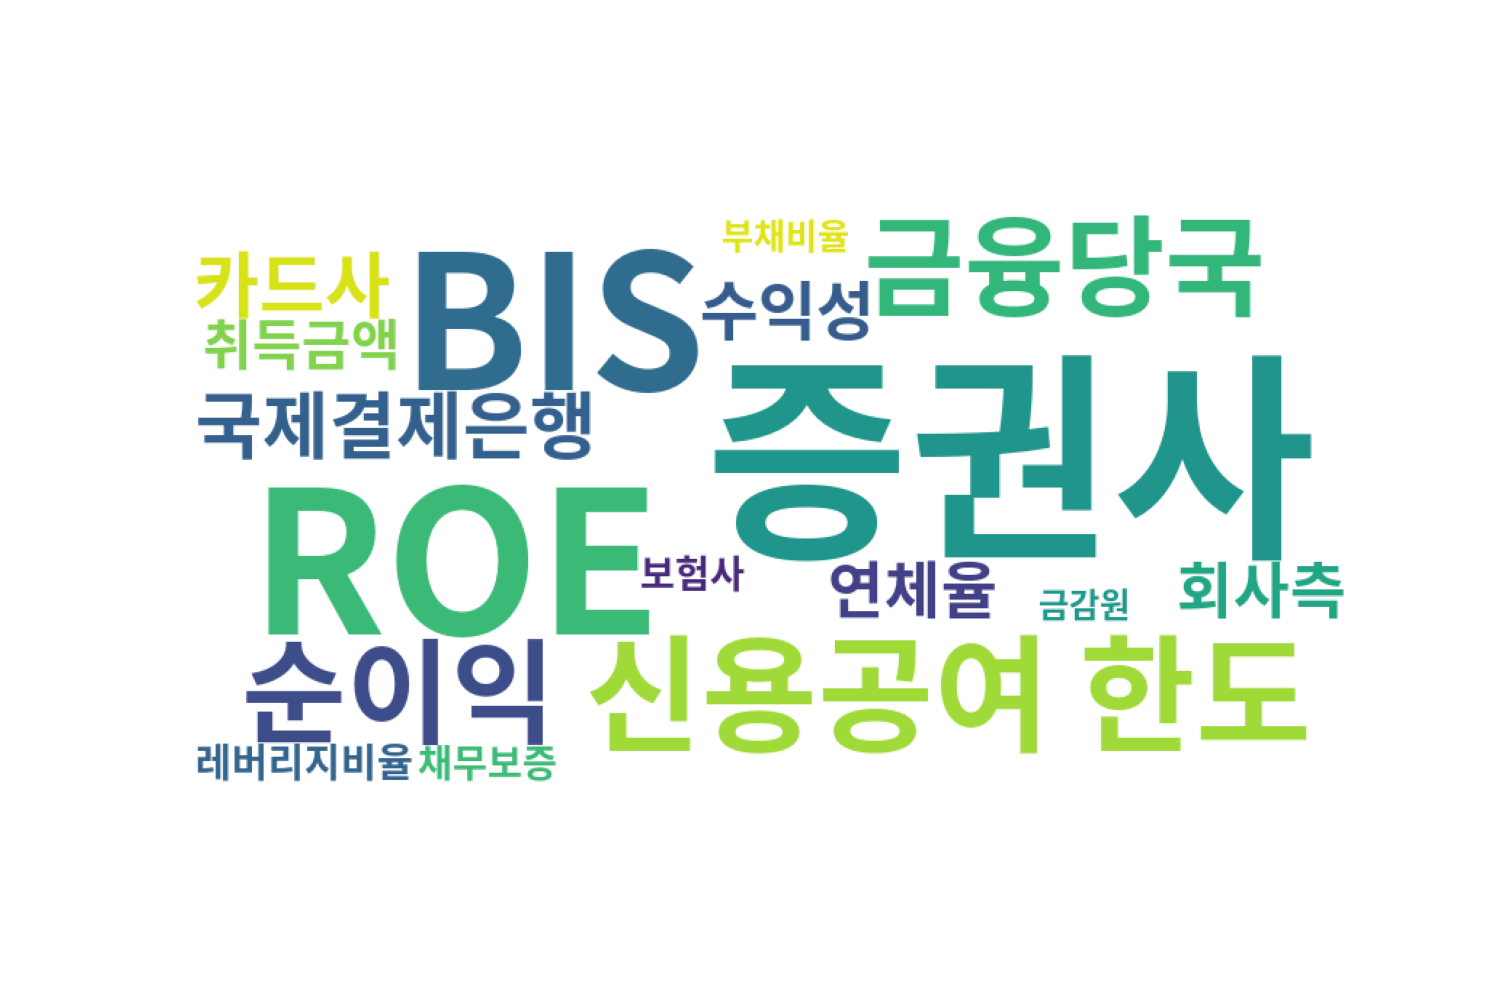 부채비율
금융당국
카드사
BIS
수익성
취득금액
국제결제은행
증권사
ROE
보험사
연체율
금감원
회사측
순이익
신용공여 한도
레버리지비율
채무보증